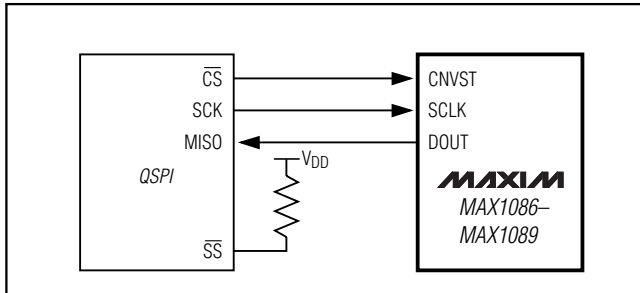 CS
SCK
MISO
QSPI
SS
VDD
CNVST
SCLK
DOUT
MAXIM
MAX1086–
MAX1089